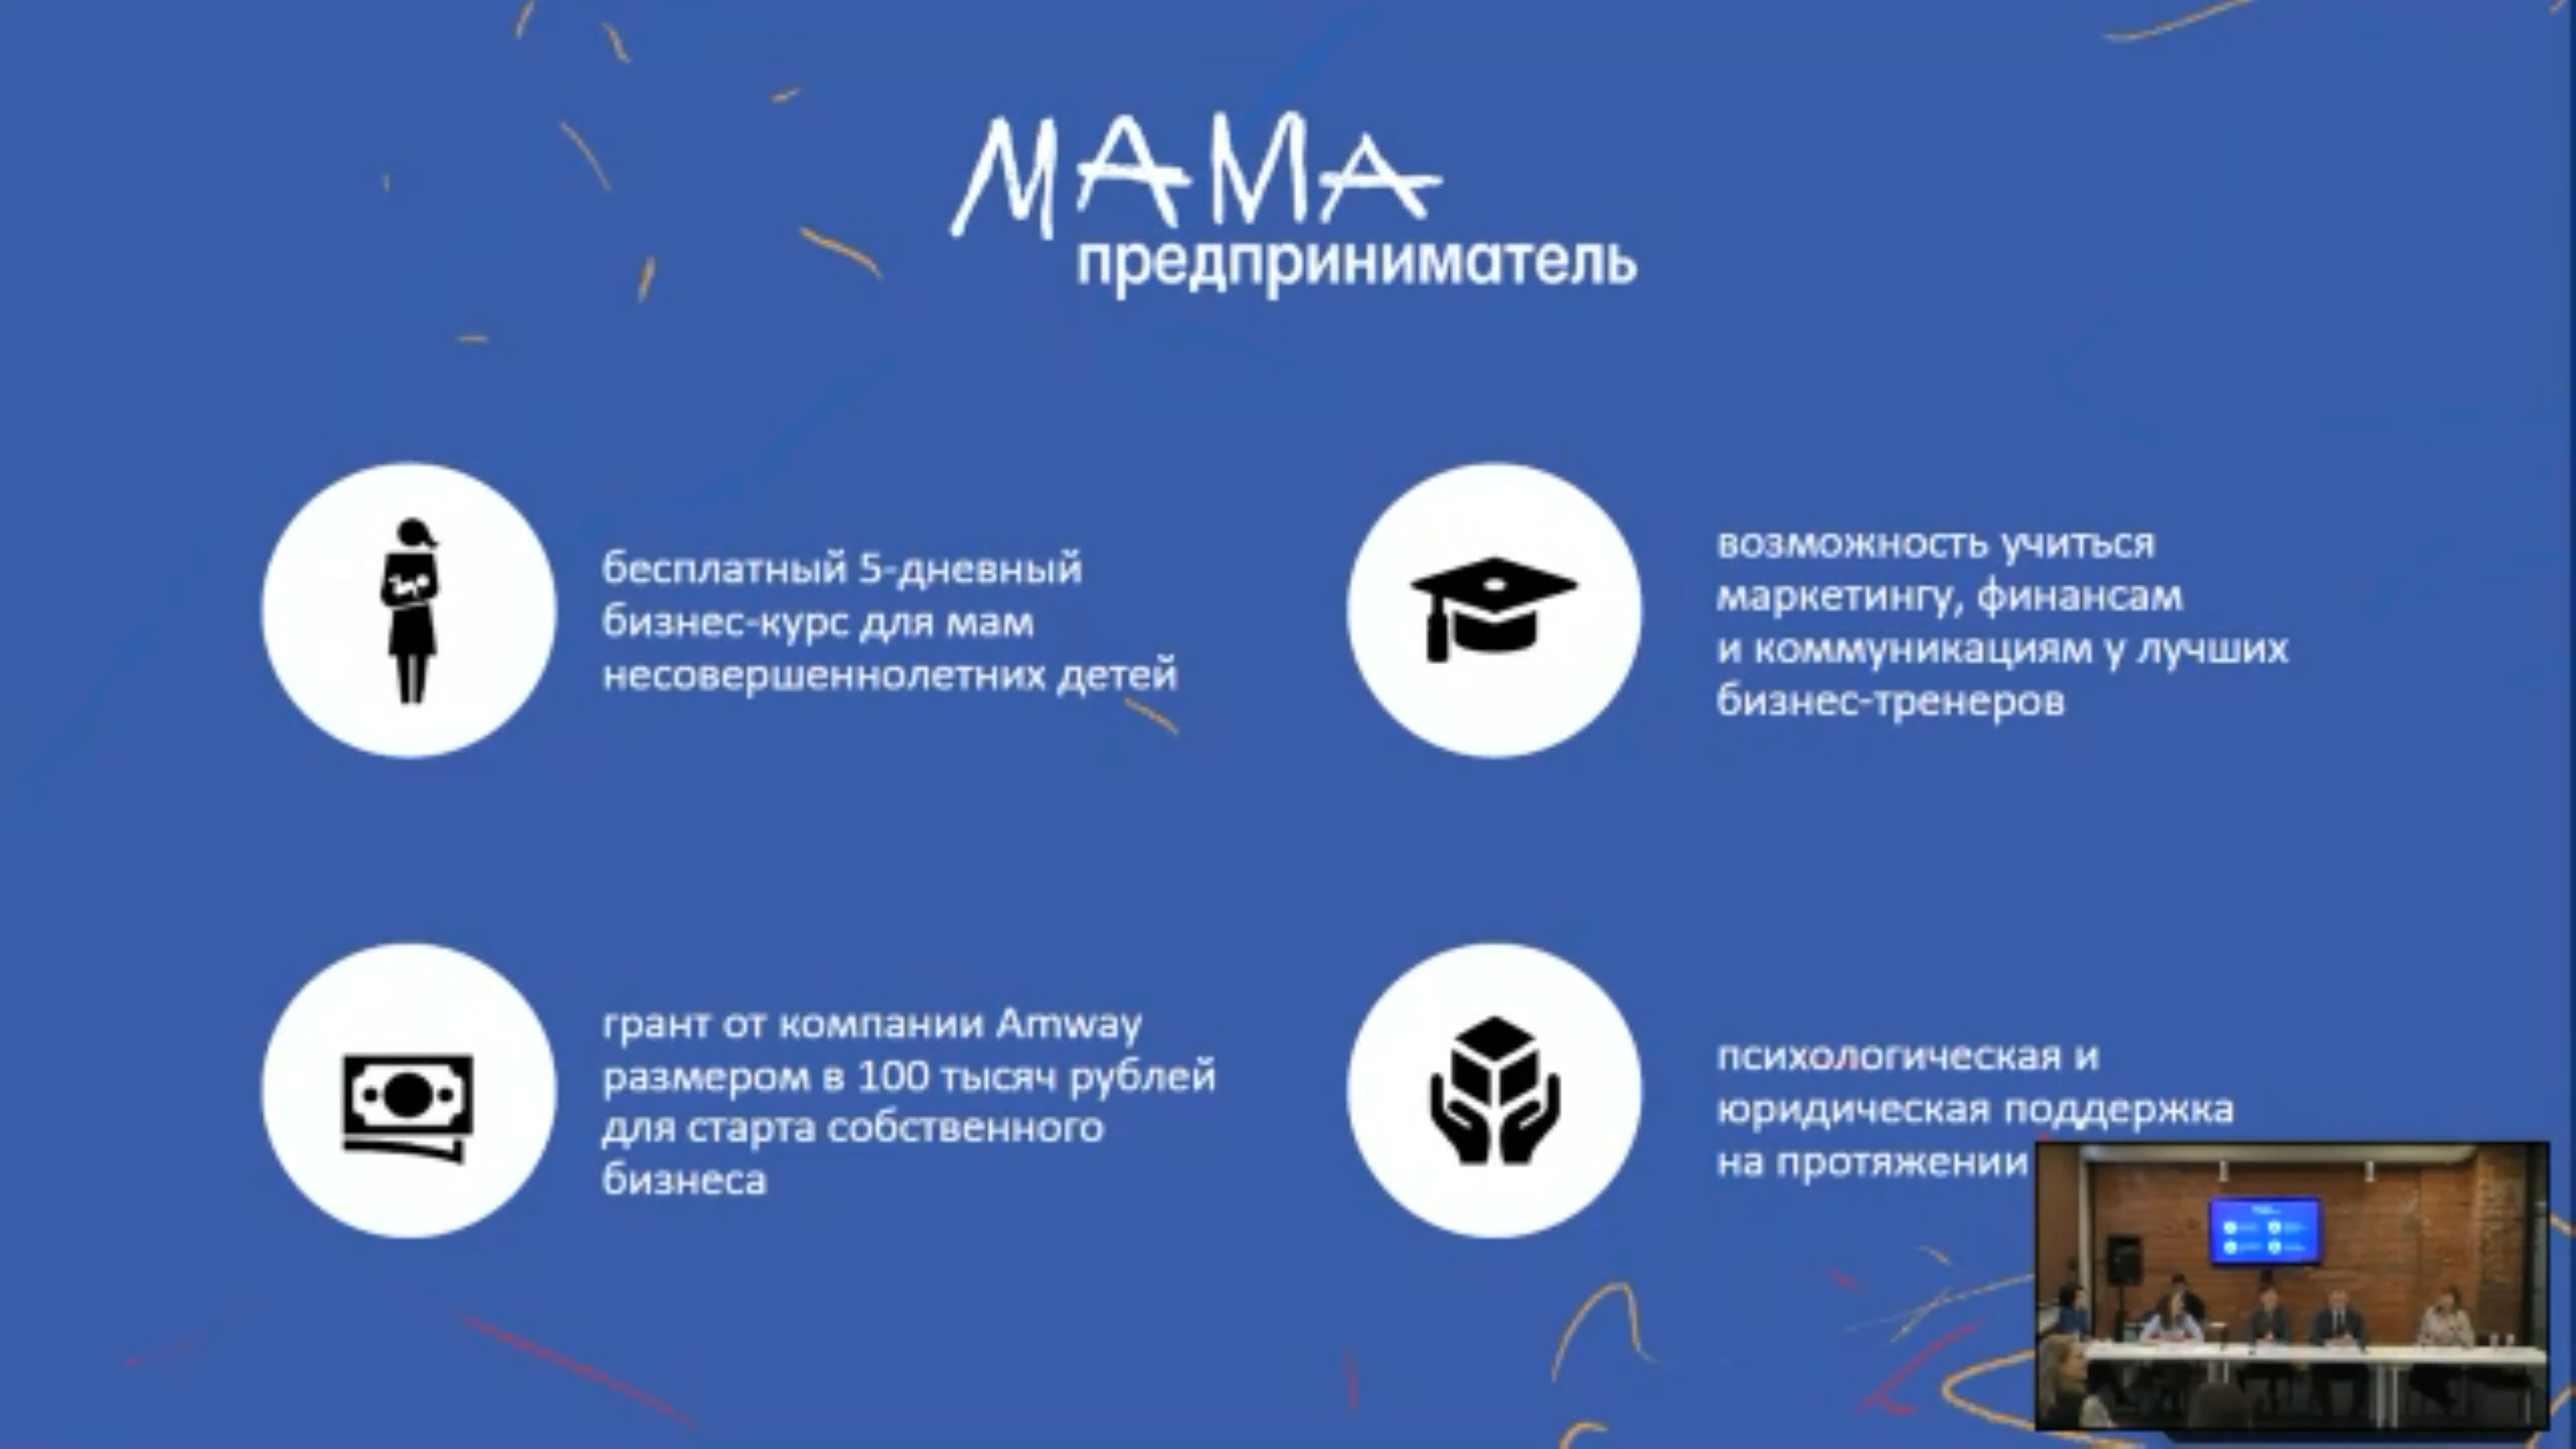 МАМА
предприниматель
бесплатный 5-дневный
бизнес-курс для мам
несовершеннолетних детей
возможность учиться
маркетингу, финансам
и коммуникациям у лучших
бизнес-тренеров
грант от компании Amway
размером в 100 тысяч рублей
для старта собственного
бизнеса
психологическая и
юридическая поддержка
на протяжении